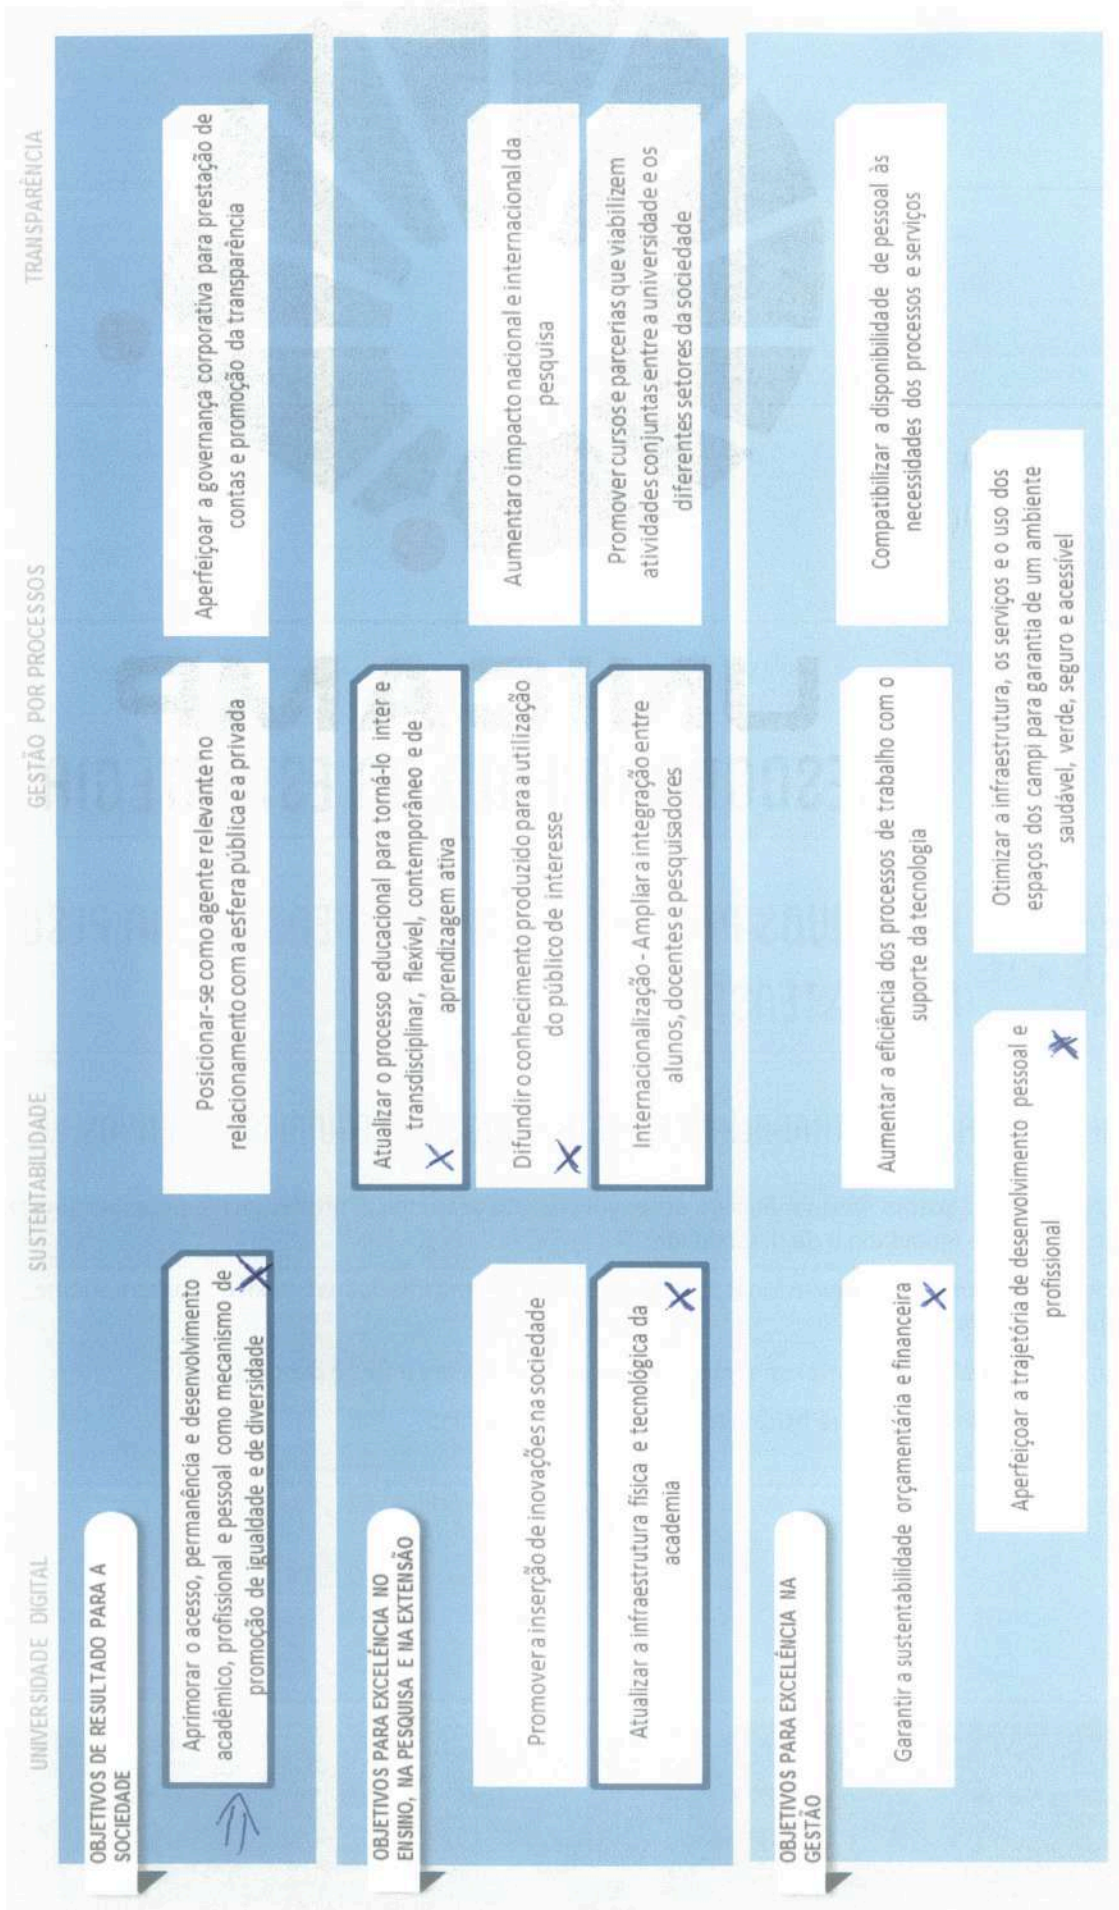 UNIVERSIDADE DIGITAL
SUSTENTABILIDADE
GESTÃO POR PROCESSOS
TRANSPARÊNCIA
OBJETIVOS DE RESULTADO PARA A
SOCIEDADE
Aprimorar o acesso, permanência e desenvolvimento
acadêmico, profissional e pessoal como mecanismo de
promoção de igualdade e de diversidade
Posicionar-se como agente relevante no
relacionamento com a esfera pública e a privada
Aperfeiçoar a governança corporativa para prestação de
contas e promoção da transparência
OBJETIVOS PARA EXCELÊNCIA NO
ENSINO, NA PESQUISA E NA EXTENSÃO
Atualizar o processo educacional para torná-lo inter e
transdisciplinar, flexível, contemporâneo e de
aprendizagem ativa
Promover a inserção de inovações na sociedade
Difundir o conhecimento produzido para a utilização
do público de interesse
Aumentar o impacto nacional e internacional da
pesquisa
Atualizar a infraestrutura física e tecnológica da
academia
Internacionalização - Ampliar a integração entre
alunos, docentes e pesquisadores
Promover cursos e parcerias que viabilizem
atividades conjuntas entre a universidade e os
diferentes setores da sociedade
OBJETIVOS PARA EXCELÊNCIA NA
GESTÃO
Garantir a sustentabilidade orçamentária e financeira
Aumentar a eficiência dos processos de trabalho com o
suporte da tecnologia
Compatibilizar a disponibilidade de pessoal às
necessidades dos processos e serviços
Aperfeiçoar a trajetória de desenvolvimento pessoal e
profissional
Otimizar a infraestrutura, os serviços e o uso dos
espaços dos campi para garantia de um ambiente
saudável, verde, seguro e acessível